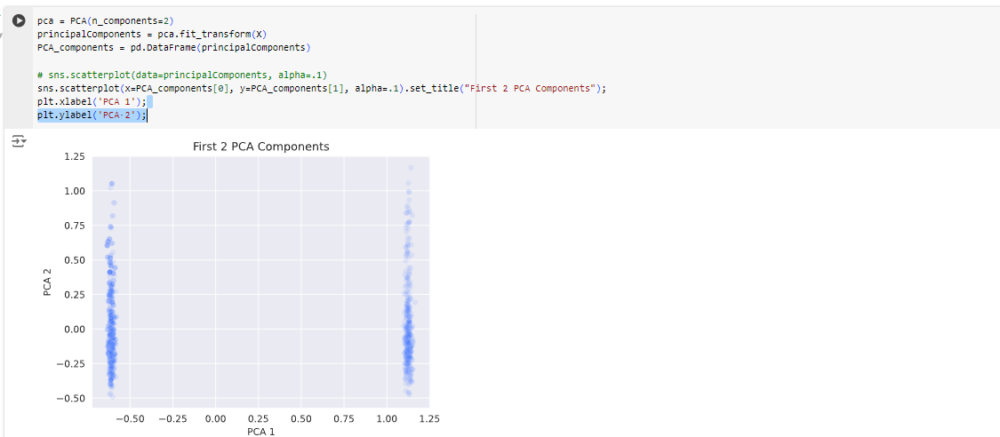 pca = PCA(n_components=2)
principalComponents = pca.fit_transform(X)
PCA_components = pd.DataFrame(principalComponents)
# sns.scatterplot(data=principalComponents, alpha=.1)
sns.scatterplot(x=PCA_components[0], y=PCA_components[1], alpha=.1).set_title("First 2 PCA Components");
plt.xlabel('PCA 1');
plt.ylabel('PCA 2');
First 2 PCA Components
1.25
1.00
0.75
0.50
0.25
0.00
−0.25
−0.50
PCA 2
−0.50 −0.25 0.00 0.25 0.50 0.75 1.00 1.25
PCA 1